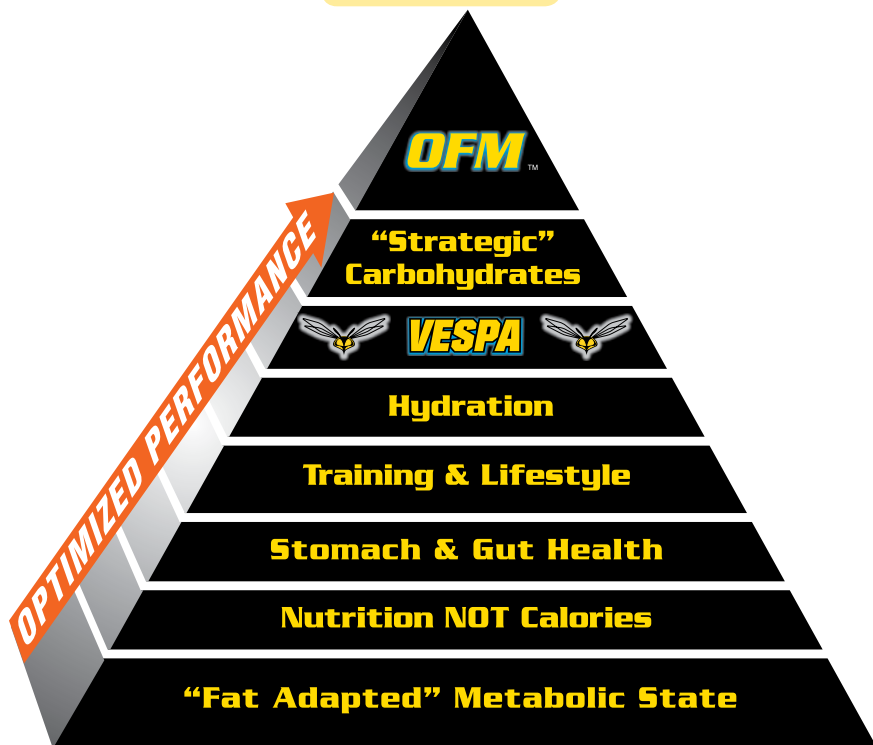 OFM
TM
“Strategic”
Carbohydrates
VESPA
Hydration
Training & Lifestyle
Stomach & Gut Health
Nutrition NOT Calories
“Fat Adapted” Metabolic State
OPTIMIZED PERFORMANCE